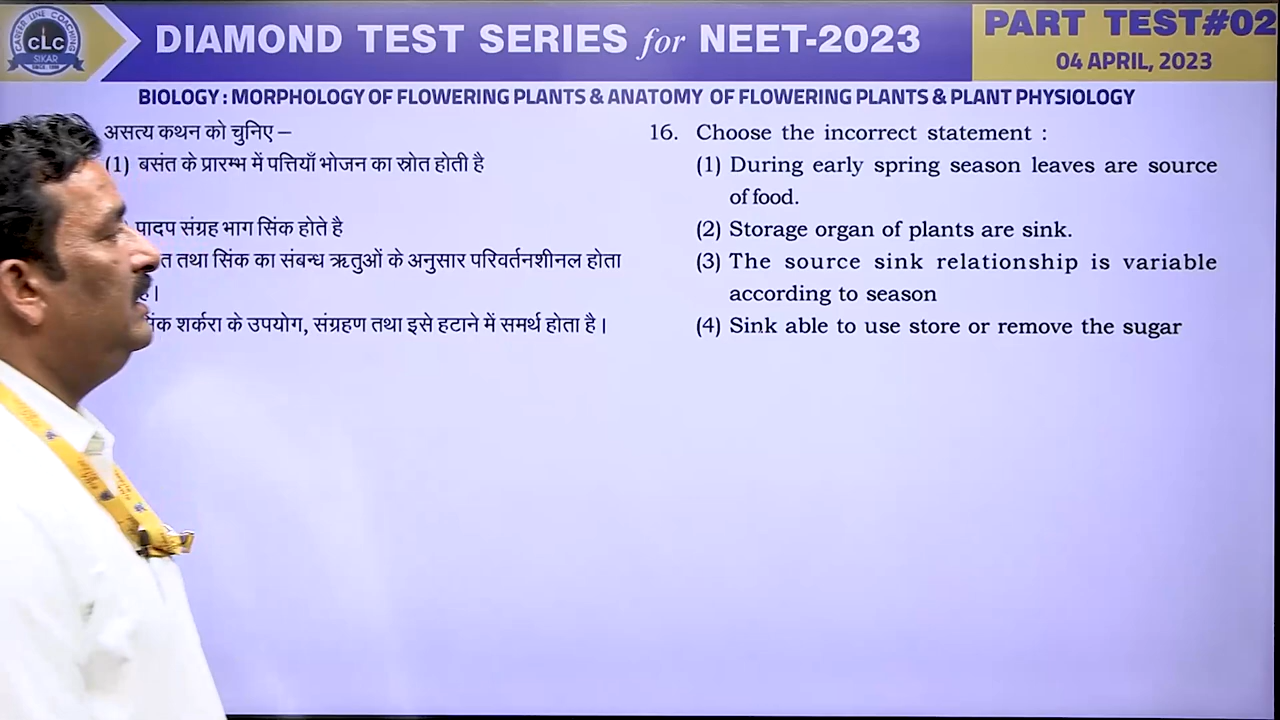 CAREER LINE COACHING
CLC
SIKAR
DIAMOND TEST SERIES for NEET-2023
PART TEST#02
04 APRIL, 2023
BIOLOGY : MORPHOLOGY OF FLOWERING PLANTS & ANATOMY OF FLOWERING PLANTS & PLANT PHYSIOLOGY
असत्य कथन को चुनिए –
(1) बसंत के प्रारम्भ में पत्तियाँ भोजन का स्रोत होती है
पादप संग्रह भाग सिंक होते है
तथा सिंक का संबन्ध ऋतुओं के अनुसार परिवर्तनशीनल होता
है।
शर्करा के उपयोग, संग्रहण तथा इसे हटाने में समर्थ होता है।
16. Choose the incorrect statement :
(1) During early spring season leaves are source
of food.
(2) Storage organ of plants are sink.
(3) The source sink relationship is variable
according to season
(4) Sink able to use store or remove the sugar